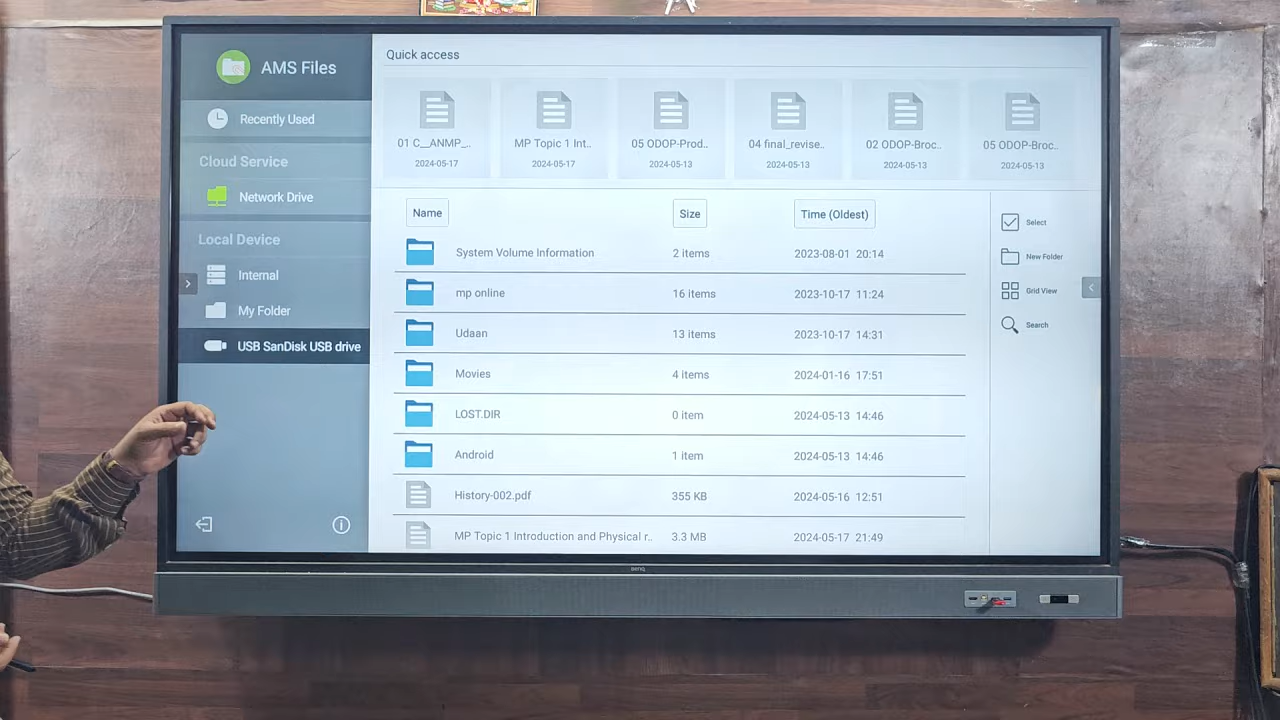 AMS Files
Recently Used
Cloud Service
Network Drive
Local Device
Internal
My Folder
USB SanDisk USB drive
Quick access
01 C__ANMP_..
2024-05-17
MP Topic 1 Int..
2024-05-17
05 ODOP-Prod..
2024-05-13
04 final_revise..
2024-05-13
02 ODOP-Broc..
2024-05-13
05 ODOP-Broc..
2024-05-13
Name Size Time (Oldest)
System Volume Information 2 items 2023-08-01 20:14
mp online 16 items 2023-10-17 11:24
Udaan 13 items 2023-10-17 14:31
Movies 4 items 2024-01-16 17:51
LOST.DIR 0 item 2024-05-13 14:46
Android 1 item 2024-05-13 14:46
History-002.pdf 355 KB 2024-05-16 12:51
MP Topic 1 Introduction and Physical r.. 3.3 MB 2024-05-17 21:49
Select
New Folder
Grid View
Search
BenQ